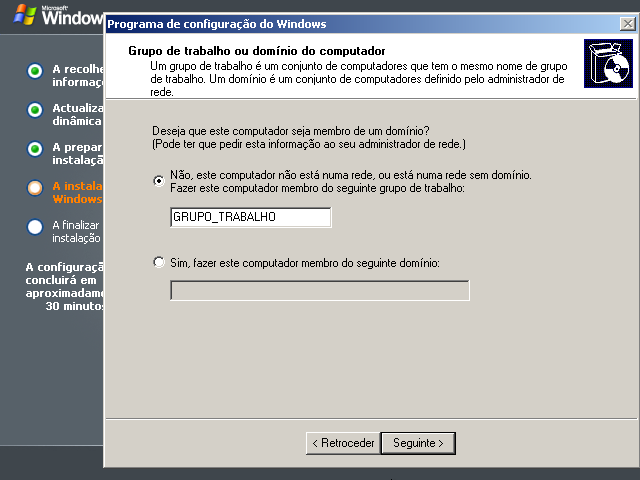 Microsoft
Window
A recolhe
informaç
Actualiza
dinâmica
A prepar
instalaçã
A instala
Windows
A finalizar
instalação
A configuraçã
concluirá em
aproximadame
30 minutos
Programa de configuração do Windows
Grupo de trabalho ou domínio do computador
Um grupo de trabalho é um conjunto de computadores que tem o mesmo nome de grupo
de trabalho. Um domínio é um conjunto de computadores definido pelo administrador de
rede.
Deseja que este computador seja membro de um domínio?
(Pode ter que pedir esta informação ao seu administrador de rede.)
Não, este computador não está numa rede, ou está numa rede sem domínio.
Fazer este computador membro do seguinte grupo de trabalho:
GRUPO_TRABALHO
Sim, fazer este computador membro do seguinte domínio:
< Retroceder
Seguinte >